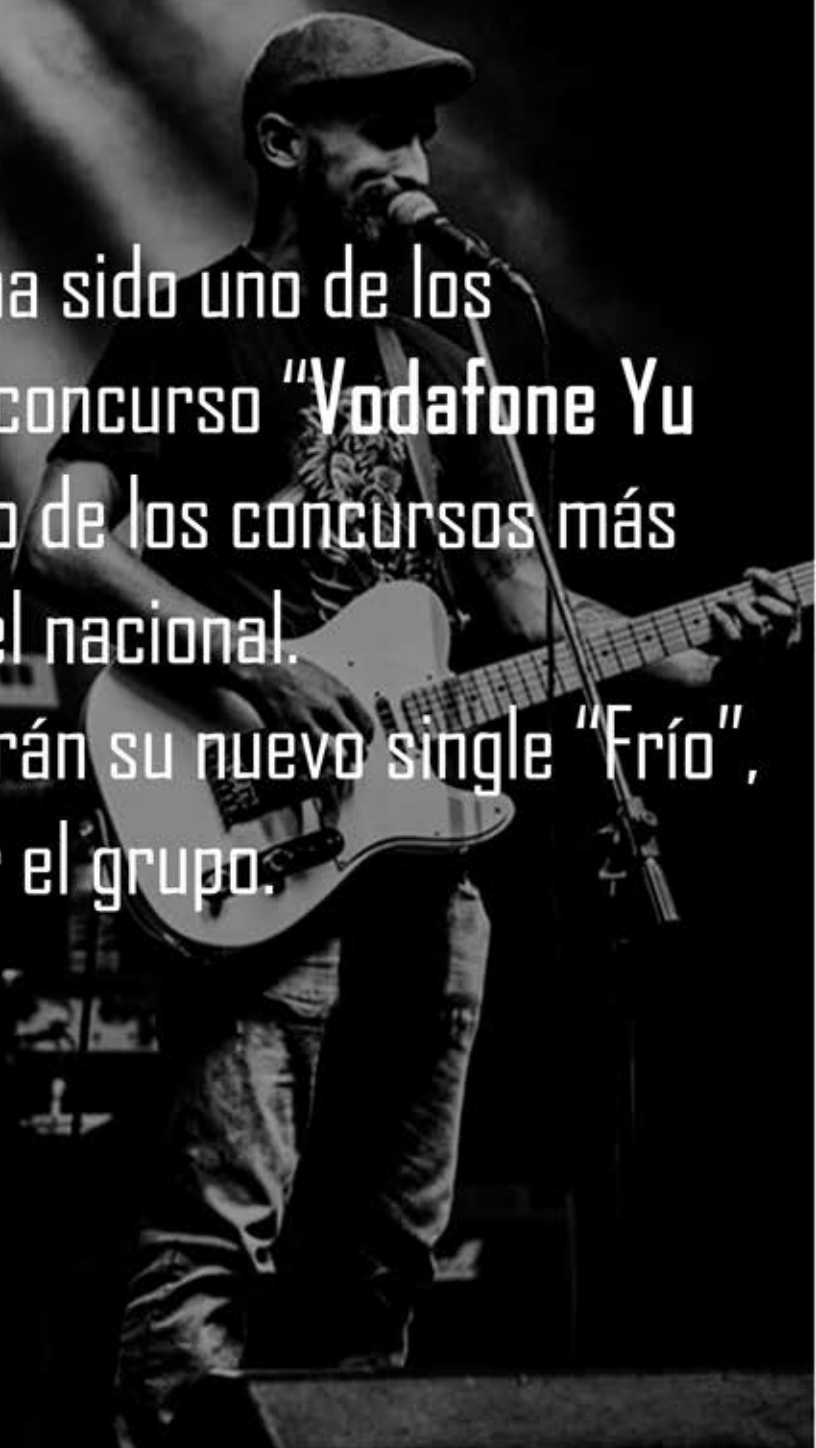 a sido uno de los
concurso “Vodafone Yu
de los concursos más
el nacional.
rán su nuevo single “Frío”,
el grupo.